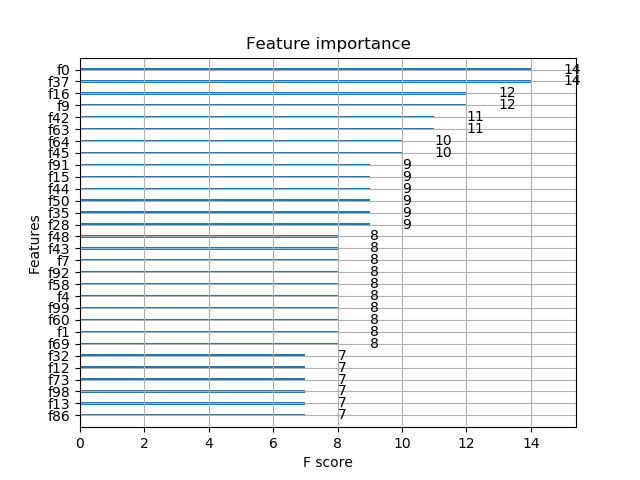 Feature importance
f0 14
f37 14
f16 12
f9 12
f42 11
f63 11
f64 10
f45 10
f91 9
f15 9
f44 9
f50 9
f35 9
f28 9
f48 8
f43 8
f7 8
f92 8
f58 8
f4 8
f99 8
f60 8
f1 8
f69 8
f32 7
f12 7
f73 7
f98 7
f13 7
f86 7
Features
0 2 4 6 8 10 12 14
F score